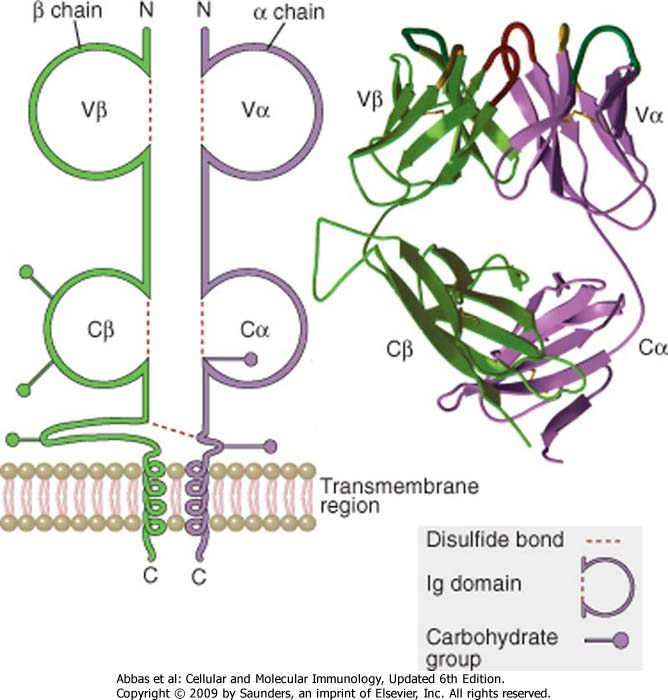 β chain
N
N
α chain
Vβ
Vα
Vβ
Vα
Cβ
Cα
Cβ
Cα
Transmembrane
region
C
C
Disulfide bond
Ig domain
Carbohydrate
group
Abbas et al: Cellular and Molecular Immunology, Updated 6th Edition.
Copyright © 2009 by Saunders, an imprint of Elsevier, Inc. All rights reserved.